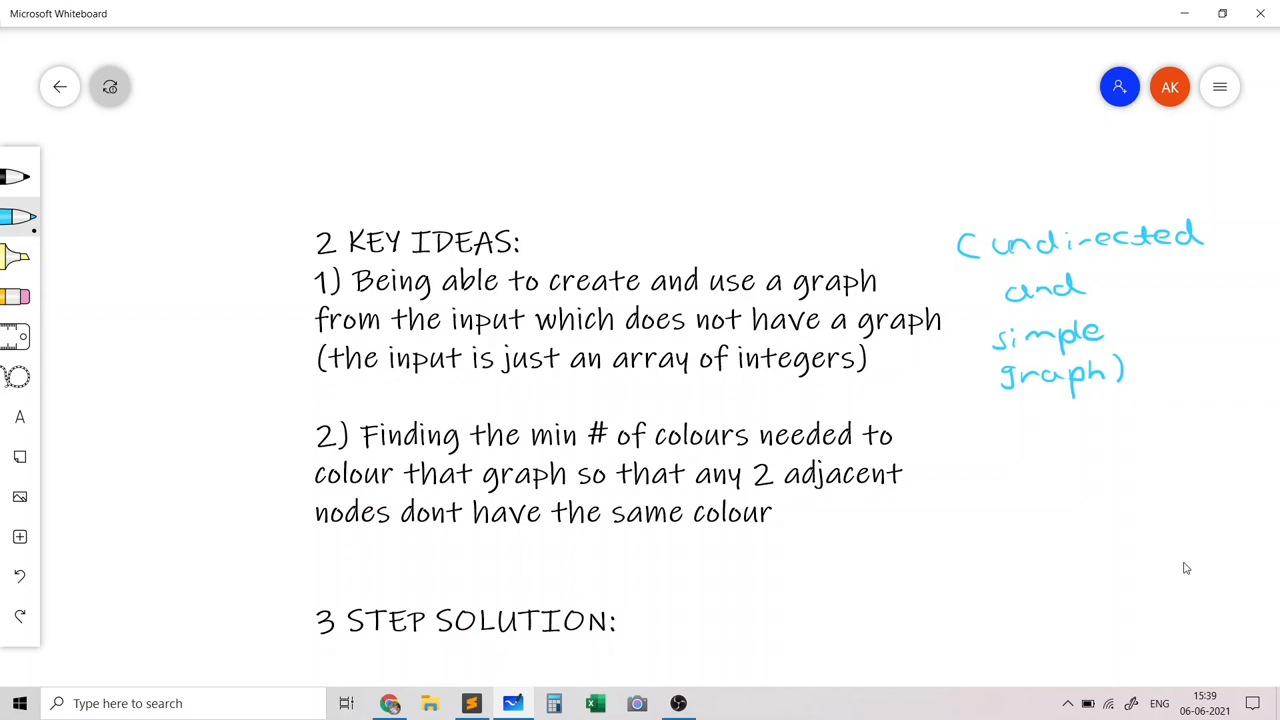 Microsoft Whiteboard
AK
2 KEY IDEAS:
1) Being able to create and use a graph
from the input which does not have a graph
(the input is just an array of integers)
(undirected
and
simple
graph)
2) Finding the min # of colours needed to
colour that graph so that any 2 adjacent
nodes dont have the same colour
3 STEP SOLUTION:
A
Type here to search
ENG
15:39
06-06-2021